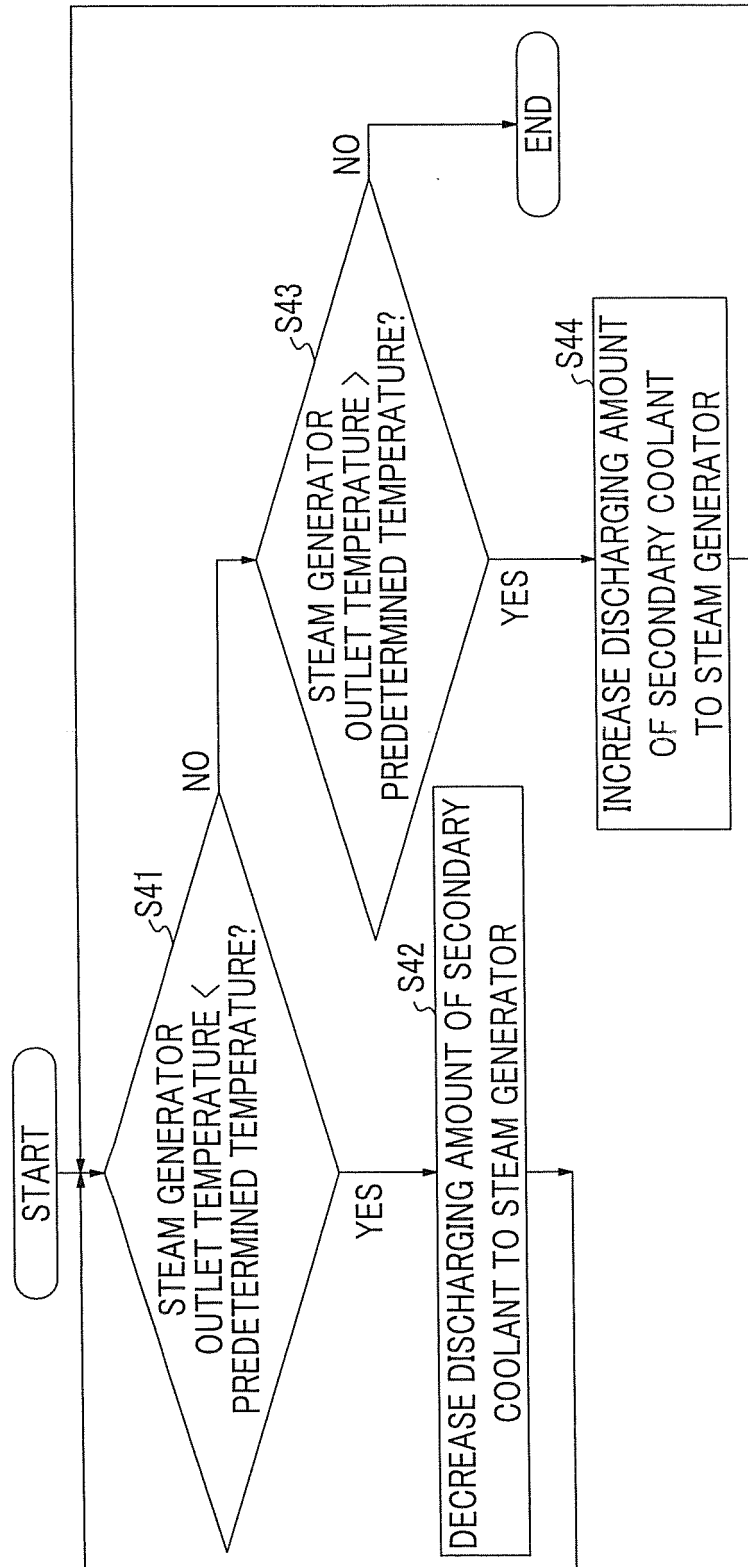 START
S41
STEAM GENERATOR
OUTLET TEMPERATURE <
PREDETERMINED TEMPERATURE?
NO
YES
S42
DECREASE DISCHARGING AMOUNT OF SECONDARY
COOLANT TO STEAM GENERATOR
S43
STEAM GENERATOR
OUTLET TEMPERATURE >
PREDETERMINED TEMPERATURE?
NO
YES
S44
INCREASE DISCHARGING AMOUNT
OF SECONDARY COOLANT
TO STEAM GENERATOR
END